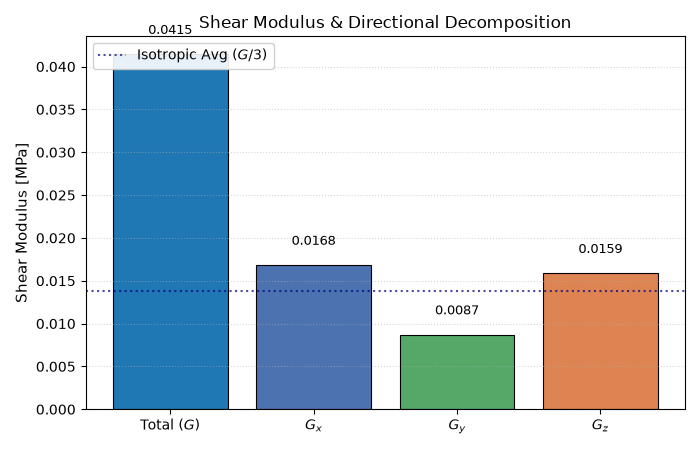 Shear Modulus & Directional Decomposition
0.0415
Isotropic Avg (G/3)
0.040
0.035
0.030
0.025
0.020
0.015
0.010
0.005
0.000
Shear Modulus [MPa]
0.0168
0.0087
0.0159
Total (G)
Gₓ
Gᵧ
G_z